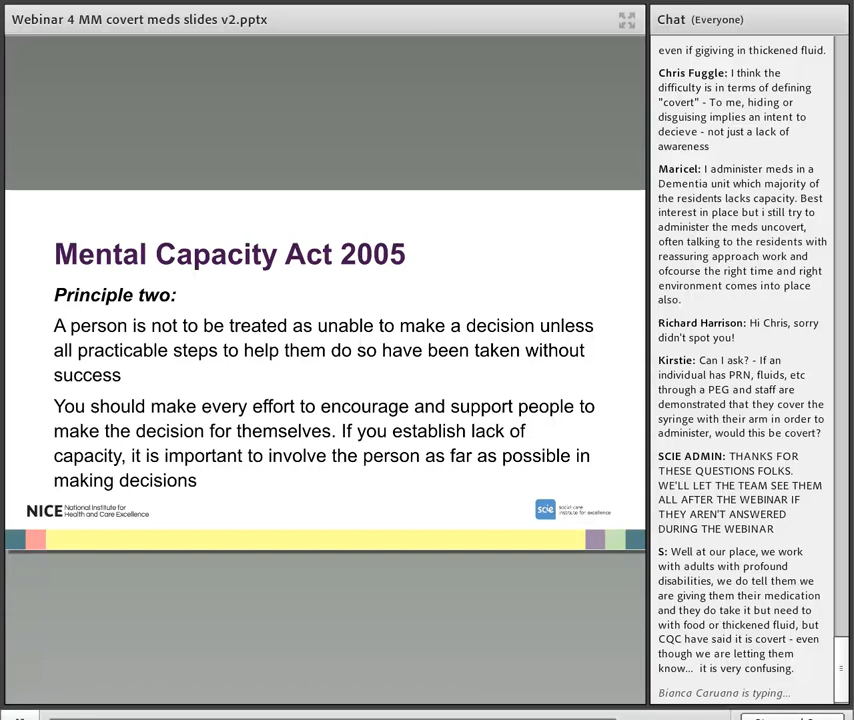 Webinar 4 MM covert meds slides v2.pptx
Mental Capacity Act 2005
Principle two:
A person is not to be treated as unable to make a decision unless
all practicable steps to help them do so have been taken without
success
You should make every effort to encourage and support people to
make the decision for themselves. If you establish lack of
capacity, it is important to involve the person as far as possible in
making decisions
NICE National Institute for
Health and Care Excellence
scie social care
institute for excellence
Chat (Everyone)
even if gigiving in thickened fluid.
Chris Fuggle: I think the
difficulty is in terms of defining
"covert" - To me, hiding or
disguising implies an intent to
decieve - not just a lack of
awareness
Maricel: I administer meds in a
Dementia unit which majority of
the residents lacks capacity. Best
interest in place but i still try to
administer the meds uncovert,
often talking to the residents with
reassuring approach work and
ofcourse the right time and right
environment comes into place
also.
Richard Harrison: Hi Chris, sorry
didn't spot you!
Kirstie: Can I ask? - If an
individual has PRN, fluids, etc
through a PEG and staff are
demonstrated that they cover the
syringe with their arm in order to
administer, would this be covert?
SCIE ADMIN: THANKS FOR
THESE QUESTIONS FOLKS.
WE'LL LET THE TEAM SEE THEM
ALL AFTER THE WEBINAR IF
THEY AREN'T ANSWERED
DURING THE WEBINAR
S: Well at our place, we work
with adults with profound
disabilities, we do tell them we
are giving them their medication
and they do take it but need to
with food or thickened fluid, but
CQC have said it is covert - even
though we are letting them
know... it is very confusing.
Bianca Caruana is typing...